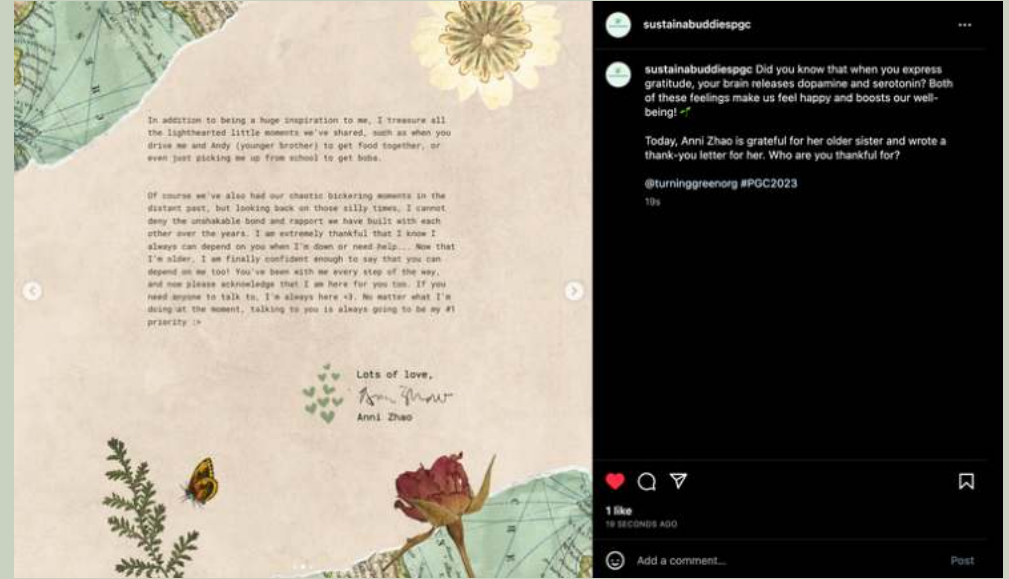 In addition to being a huge inspiration to me, I treasure all
the lighthearted little moments we've shared, such as when you
drive me and Andy (younger brother) to get food together, or
even just picking me up from school to get boba.
Of course we've also had our chaotic bickering moments in the
distant past, but looking back on those silly times, I cannot
deny the unshakable bond and rapport we have built with each
other over the years. I am extremely thankful that I know I
always can depend on you when I'm down or need help... Now that
I'm older, I am finally confident enough to say that you can
depend on me too! You've been with me every step of the way,
and now please acknowledge that I am here for you too. If you
need anyone to talk to, I'm always here <3. No matter what I'm
doing at the moment, talking to you is always going to be my #1
priority :>
Lots of love,
Anni Zhao
Anni Zhao
sustainabuddiespgc
sustainabuddiespgc Did you know that when you express
gratitude, your brain releases dopamine and serotonin? Both
of these feelings make us feel happy and boosts our well-
being! 🌱
Today, Anni Zhao is grateful for her older sister and wrote a
thank-you letter for her. Who are you thankful for?
@turninggreenorg #PGC2023
19s
1 like
19 SECONDS AGO
Add a comment...
Post